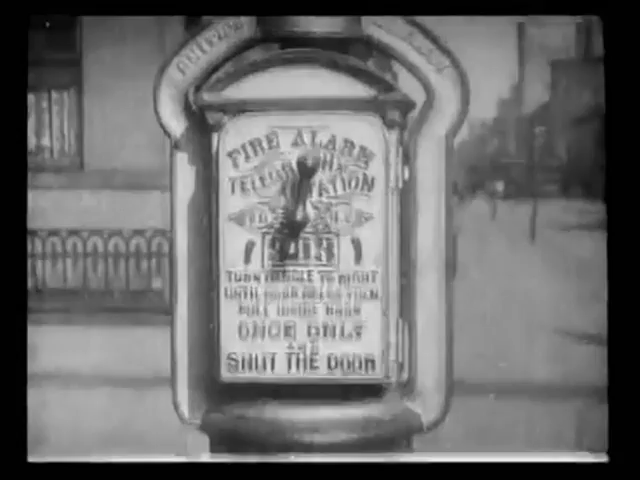 FIRE ALARM
TELEGRAPH STATION
TURN HANDLE TO RIGHT
UNTIL DOOR OPENS THEN
PULL INSIDE HOOK
ONCE ONLY
AND
SHUT THE DOOR